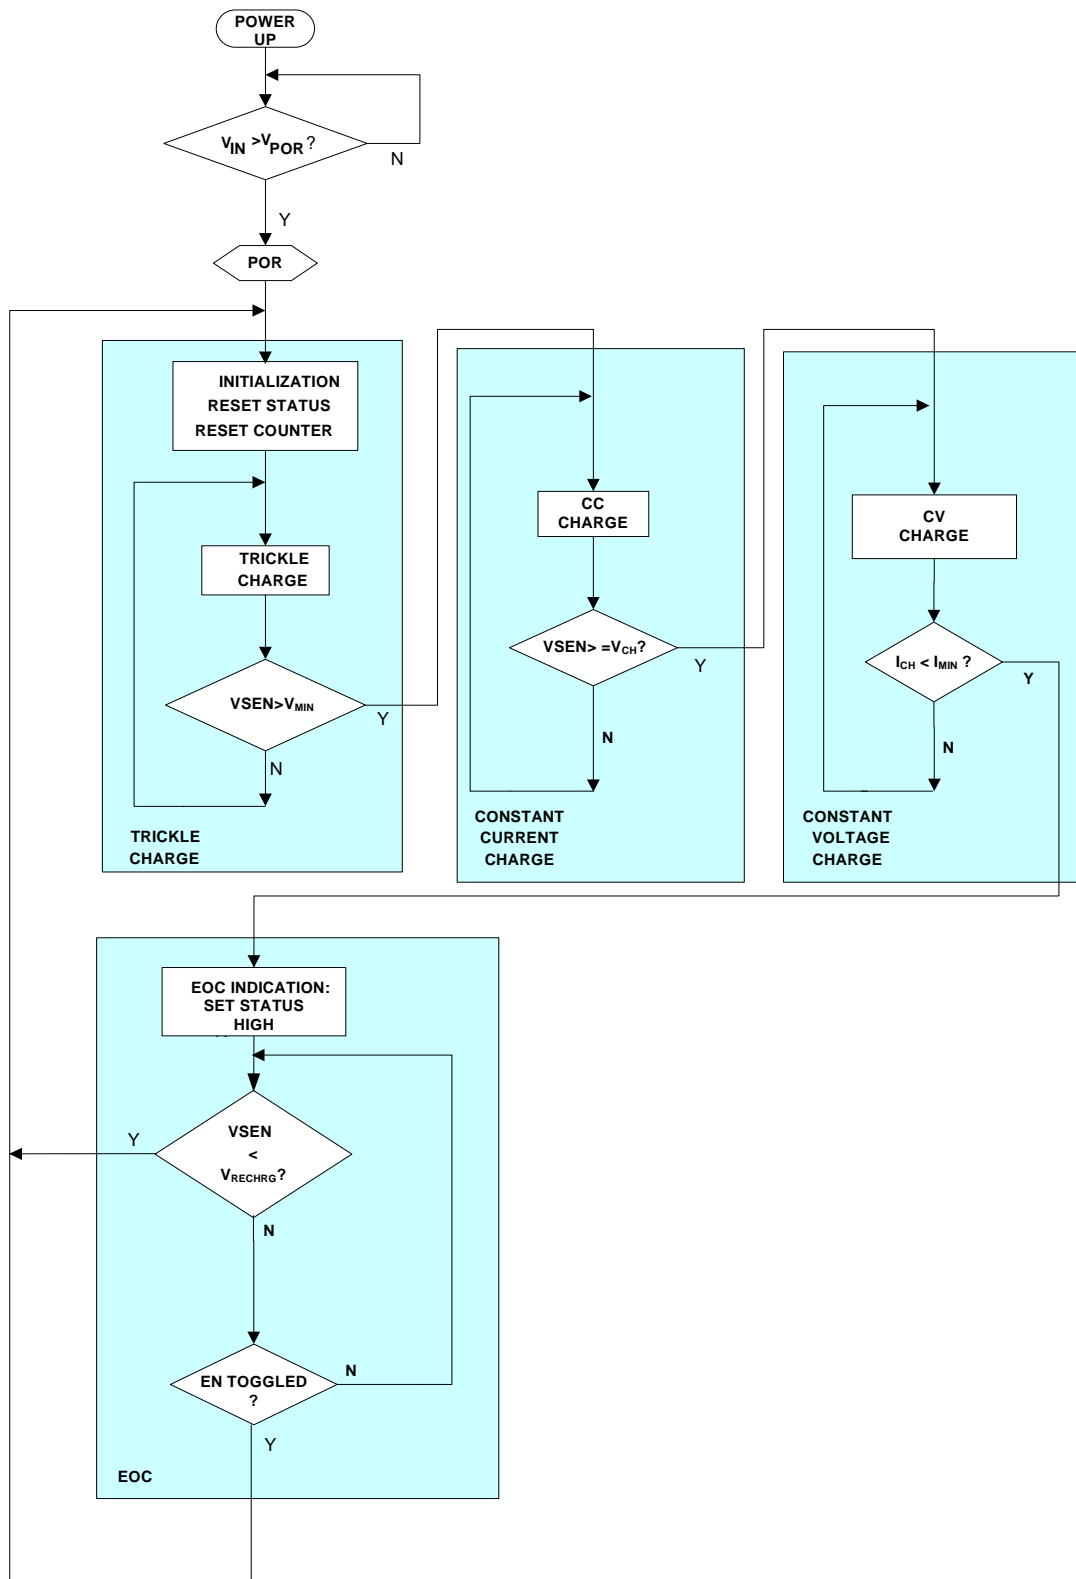 POWER
UP
VIN >VPOR ?
N
Y
POR
INITIALIZATION
RESET STATUS
RESET COUNTER
TRICKLE
CHARGE
VSEN>VMIN
Y
N
TRICKLE
CHARGE
CC
CHARGE
VSEN> =VCH?
Y
N
CONSTANT
CURRENT
CHARGE
CV
CHARGE
ICH < IMIN ?
Y
N
CONSTANT
VOLTAGE
CHARGE
EOC INDICATION:
SET STATUS
HIGH
VSEN
<
VRECHRG?
Y
N
EN TOGGLED
?
N
Y
EOC